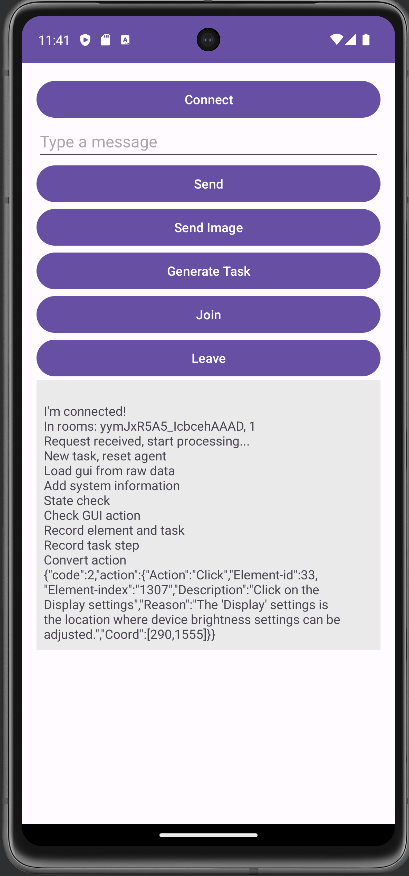 11:41
Connect
Type a message
Send
Send Image
Generate Task
Join
Leave
I'm connected!
In rooms: yymJxR5A5_IcbcehAAAD, 1
Request received, start processing...
New task, reset agent
Load gui from raw data
Add system information
State check
Check GUI action
Record element and task
Record task step
Convert action
{"code":2,"action":{"Action":"Click","Element-id":33,
"Element-index":"1307","Description":"Click on the
Display settings","Reason":"The 'Display' settings is
the location where device brightness settings can be
adjusted.","Coord":[290,1555]}}